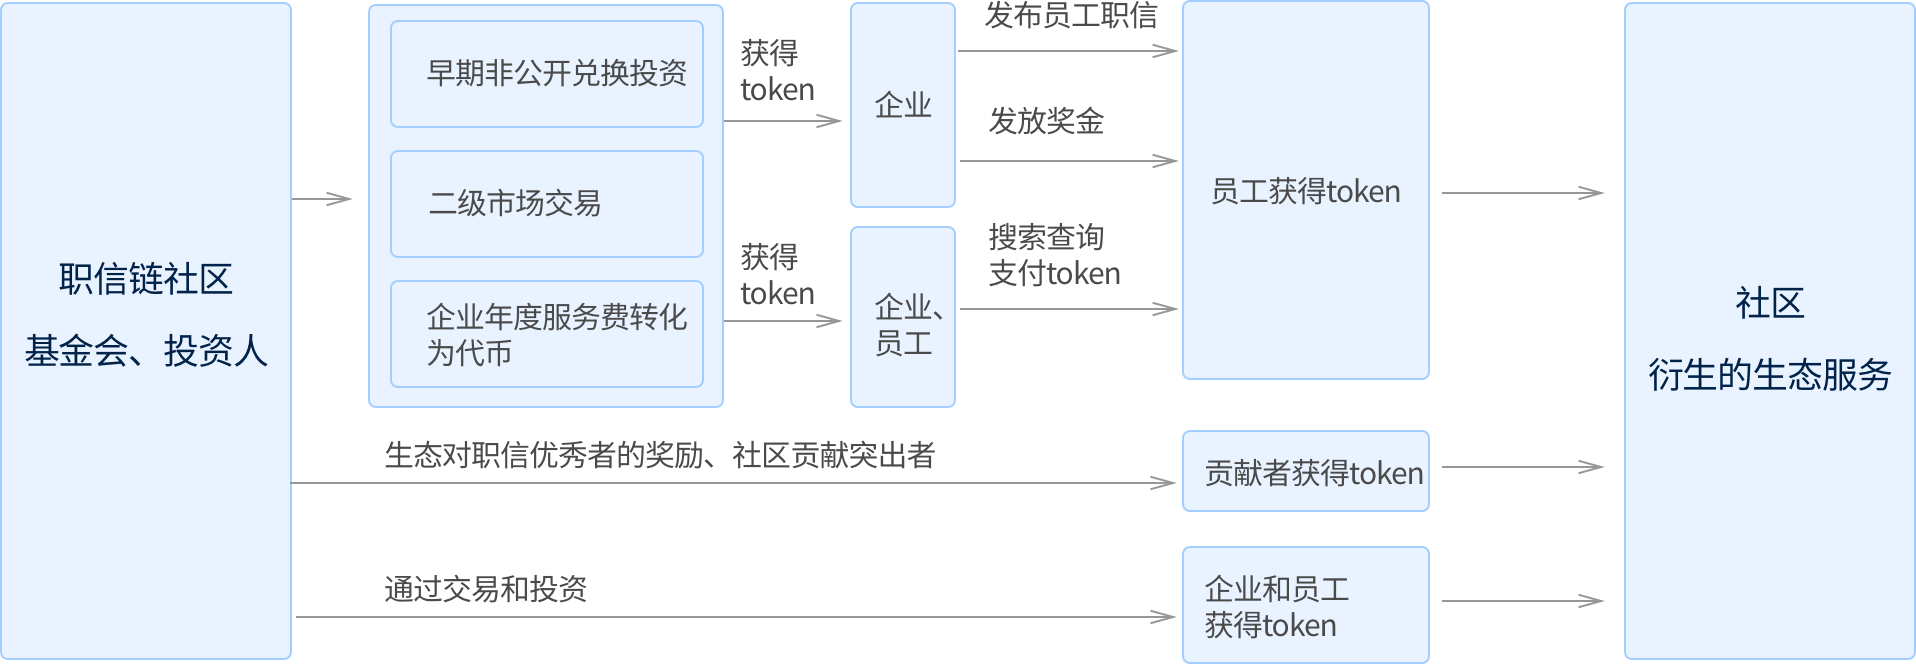 职信链社区
基金会、投资人
早期非公开兑换投资
二级市场交易
企业年度服务费转化
为代币
获得
token
获得
token
企业
企业、
员工
发布员工职信
发放奖金
搜索查询
支付token
员工获得token
生态对职信优秀者的奖励、社区贡献突出者
贡献者获得token
通过交易和投资
企业和员工
获得token
社区
衍生的生态服务